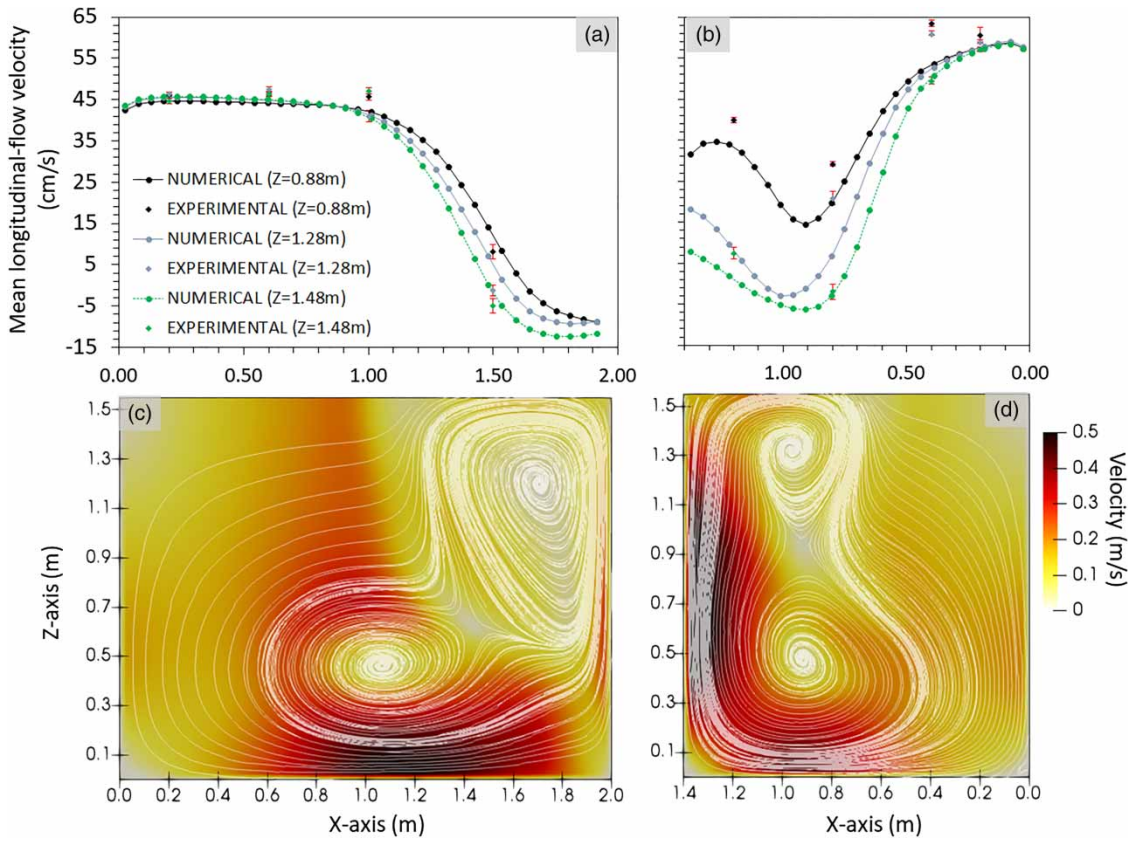 Mean longitudinal-flow velocity
(cm/s)
65
55
45
35
25
15
5
-5
-15
(a)
(b)
NUMERICAL (Z=0.88m)
EXPERIMENTAL (Z=0.88m)
NUMERICAL (Z=1.28m)
EXPERIMENTAL (Z=1.28m)
NUMERICAL (Z=1.48m)
EXPERIMENTAL (Z=1.48m)
0.00 0.50 1.00 1.50 2.00
1.00 0.50 0.00
(c)
(d)
Z-axis (m)
1.5
1.3
1.1
0.9
0.7
0.5
0.3
0.1
0.0 0.2 0.4 0.6 0.8 1.0 1.2 1.4 1.6 1.8 2.0
X-axis (m)
1.5
1.3
1.1
0.9
0.7
0.5
0.3
0.1
1.4 1.2 1.0 0.8 0.6 0.4 0.2 0.0
X-axis (m)
0.5
0.4
0.3
0.2
0.1
0
Velocity (m/s)